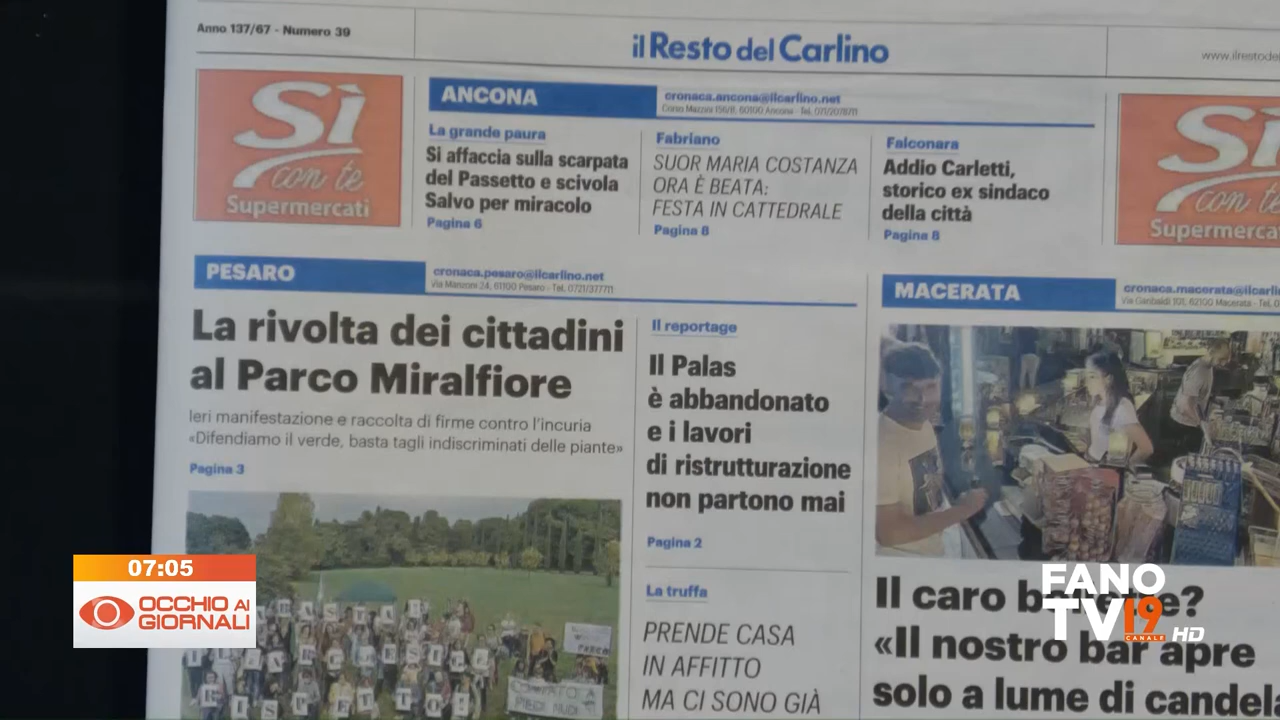 Anno 137/67 - Numero 39
il Resto del Carlino
Sì
con te
Supermercati
ANCONA
cronaca.ancona@ilcarlino.net
La grande paura
Si affaccia sulla scarpata
del Passetto e scivola
Salvo per miracolo
Pagina 6
Fabriano
SUOR MARIA COSTANZA
ORA È BEATA:
FESTA IN CATTEDRALE
Pagina 8
Falconara
Addio Carletti,
storico ex sindaco
della città
Pagina 8
Sì
con
PESARO
cronaca.pesaro@ilcarlino.net
Via Manzoni 24, 61100 Pesaro - Tel. 0721/377711
La rivolta dei cittadini
al Parco Miralfiore
Ieri manifestazione e raccolta di firme contro l'incuria
«Difendiamo il verde, basta tagli indiscriminati delle piante»
Pagina 3
Il reportage
Il Palas
è abbandonato
e i lavori
di ristrutturazione
non partono mai
Pagina 2
La truffa
PRENDE CASA
IN AFFITTO
MA CI SONO GIÀ
MACERATA
Via Garibaldi 101, 62100 Macerata - Tel.
Il caro
«Il nostro bar apre
solo a lume di
07:05
OCCHIO AI
GIORNALI
FANO
TV19
CANALE
HD